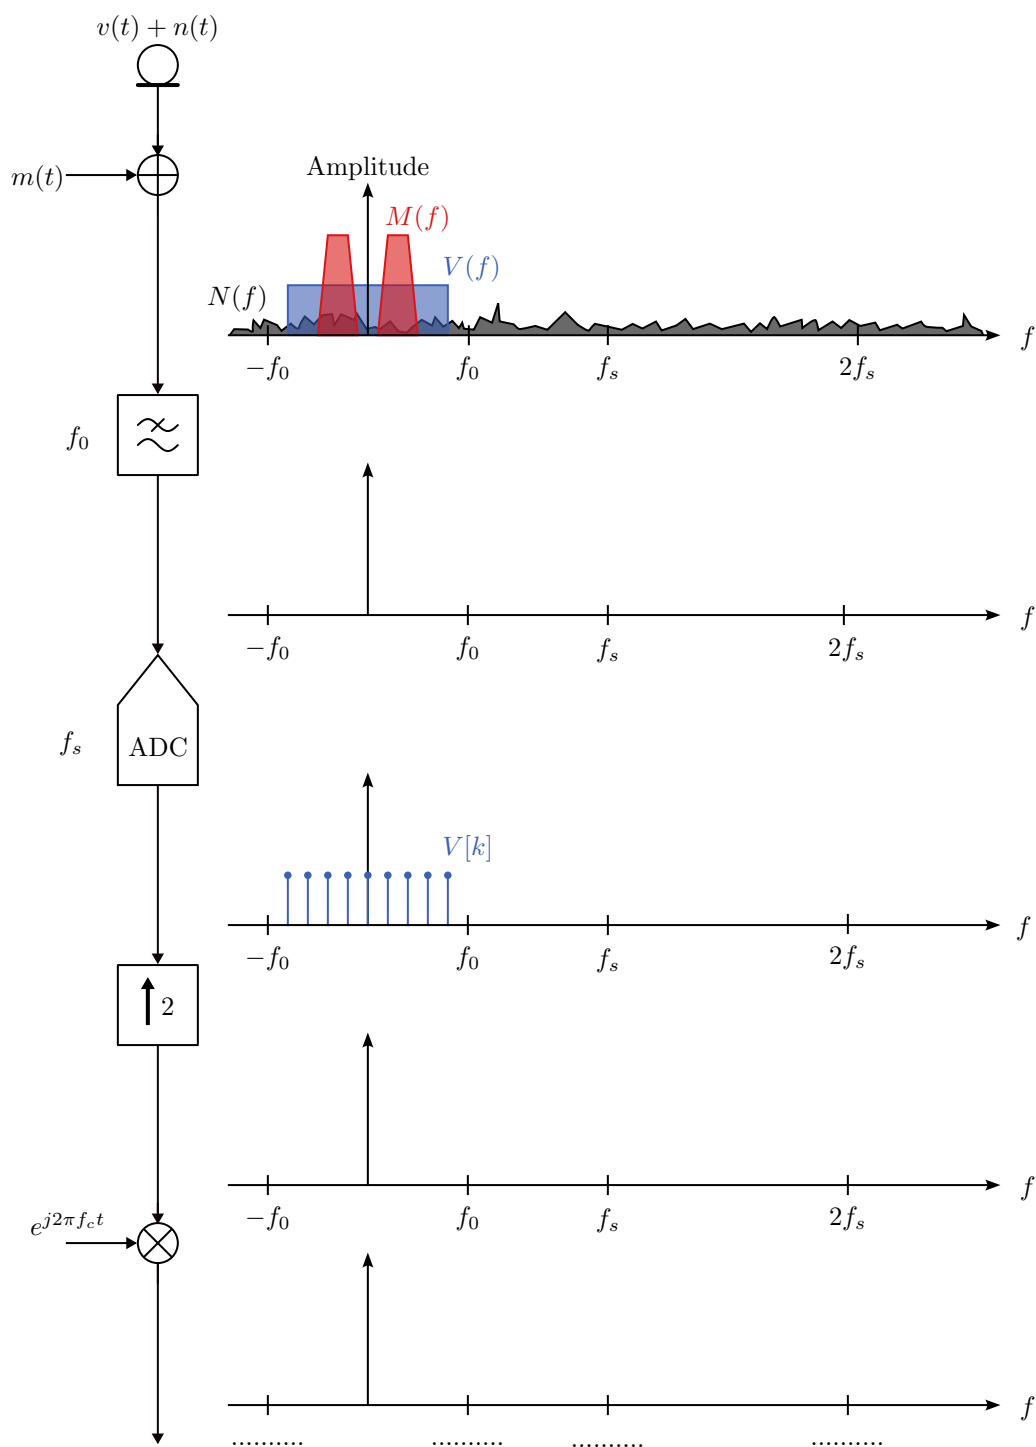 v(t) + n(t)
m(t)
Amplitude
M(f)
V(f)
N(f)
f
−f₀ f₀ fₛ 2fₛ
f₀
f
−f₀ f₀ fₛ 2fₛ
fₛ
ADC
V[k]
f
−f₀ f₀ fₛ 2fₛ
2
f
−f₀ f₀ fₛ 2fₛ
e^{j2πf_c t}
f
.......... .......... .......... ..........